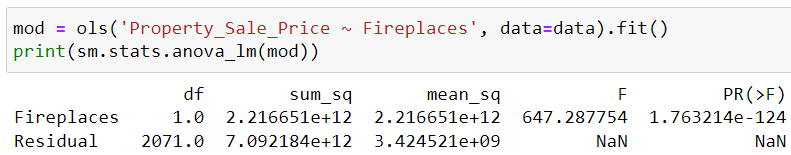 mod = ols('Property_Sale_Price ~ Fireplaces', data=data).fit()
print(sm.stats.anova_lm(mod))
df sum_sq mean_sq F PR(>F)
Fireplaces 1.0 2.216651e+12 2.216651e+12 647.287754 1.763214e-124
Residual 2071.0 7.092184e+12 3.424521e+09 NaN NaN